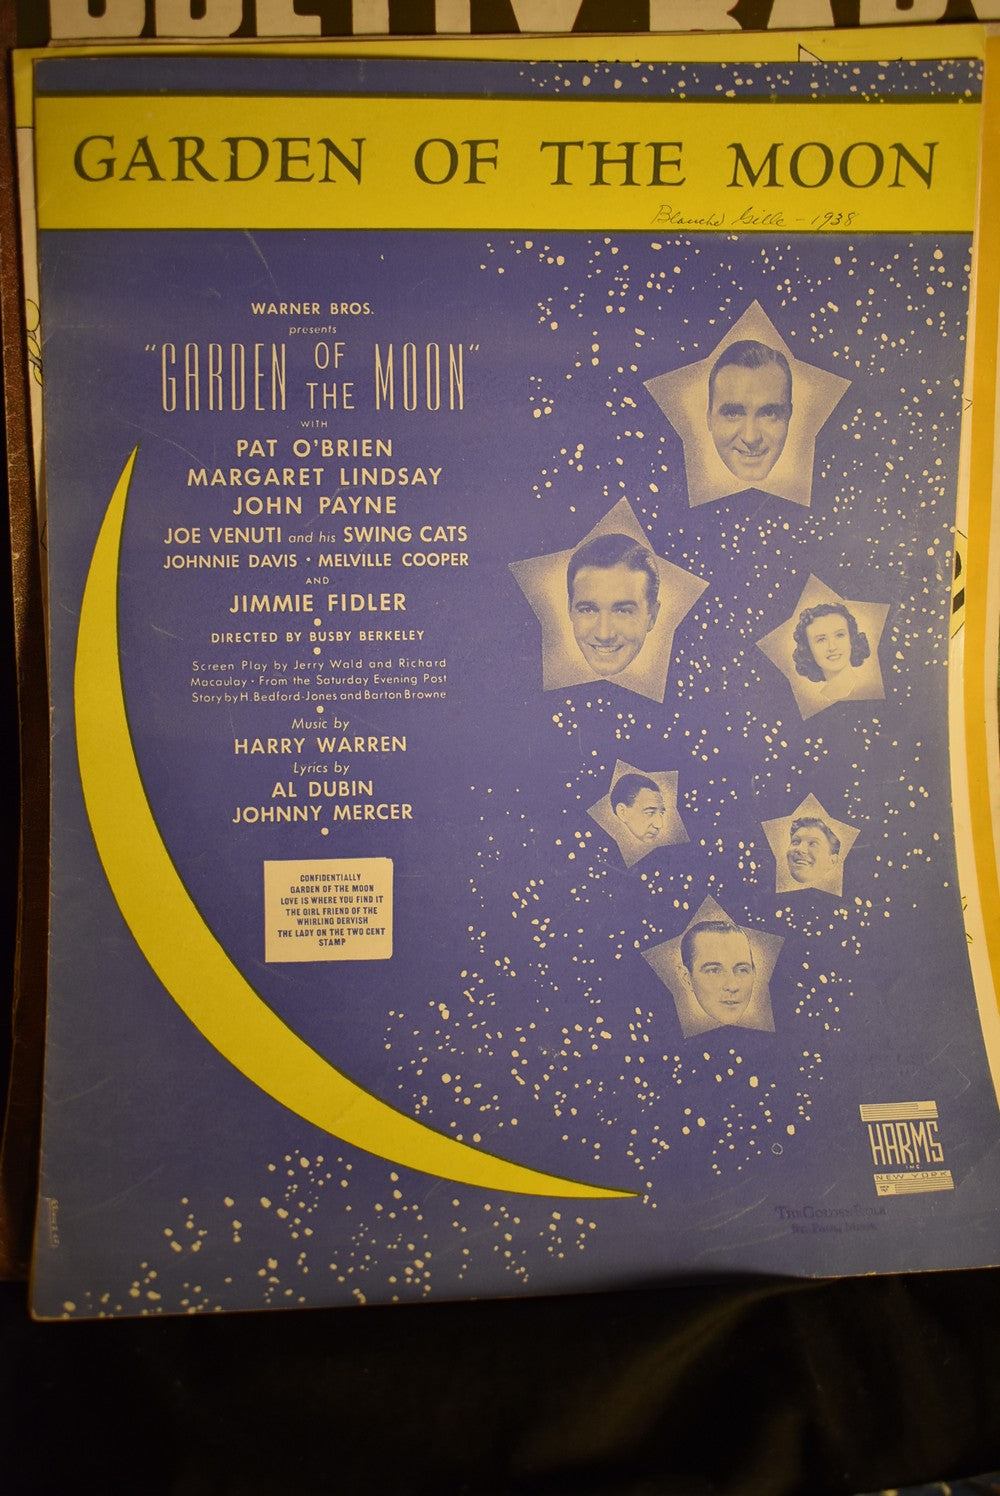 PRETTY BABY
GARDEN OF THE MOON
Blanche Gille - 1938
WARNER BROS.
presents
"GARDEN OF THE MOON"
WITH
PAT O'BRIEN
MARGARET LINDSAY
JOHN PAYNE
JOE VENUTI and his SWING CATS
JOHNNIE DAVIS • MELVILLE COOPER
AND
JIMMIE FIDLER
DIRECTED BY BUSBY BERKELEY
Screen Play by Jerry Wald and Richard
Macaulay • From the Saturday Evening Post
Story by H. Bedford-Jones and Barton Browne
Music by
HARRY WARREN
Lyrics by
AL DUBIN
JOHNNY MERCER
CONFIDENTIALLY
GARDEN OF THE MOON
LOVE IS WHERE YOU FIND IT
THE GIRL FRIEND OF THE
WHIRLING DERVISH
THE LADY ON THE TWO CENT
STAMP
HARMS
INC.
NEW YORK
THE GOLDEN RULE